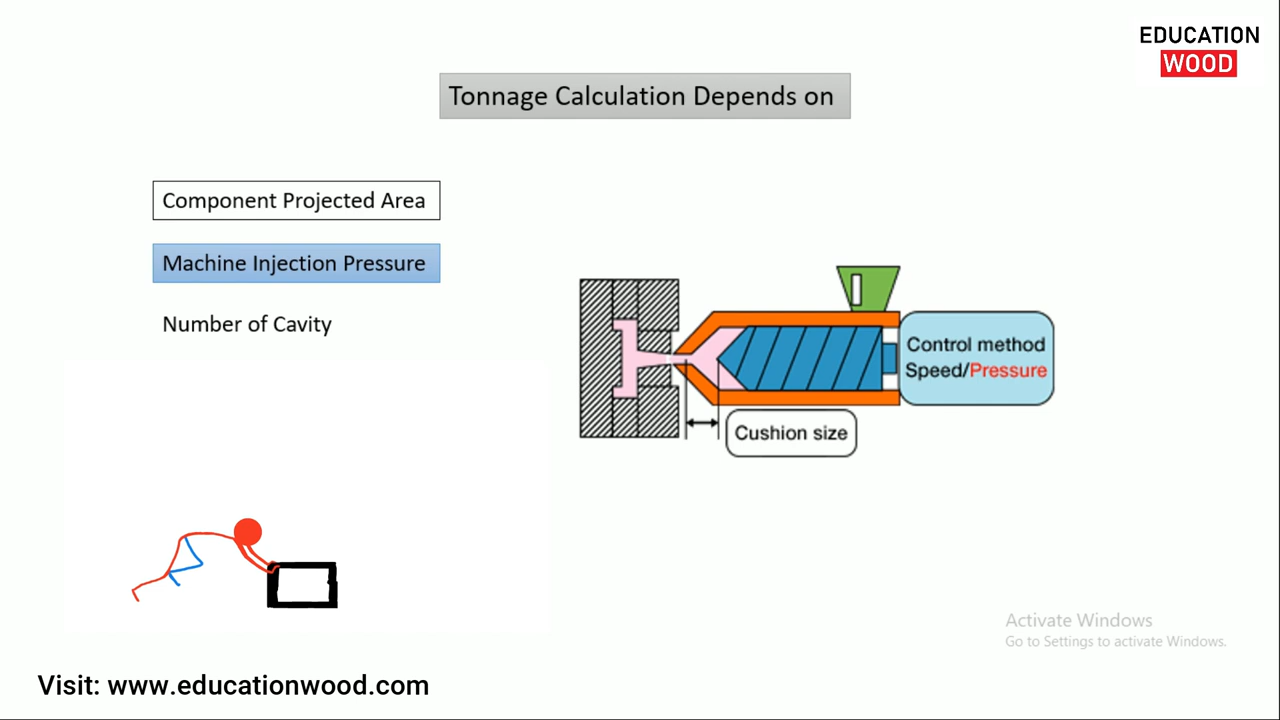 EDUCATION
WOOD
Tonnage Calculation Depends on
Component Projected Area
Machine Injection Pressure
Number of Cavity
Control method
Speed/Pressure
Cushion size
Activate Windows
Go to Settings to activate Windows.
Visit: www.educationwood.com